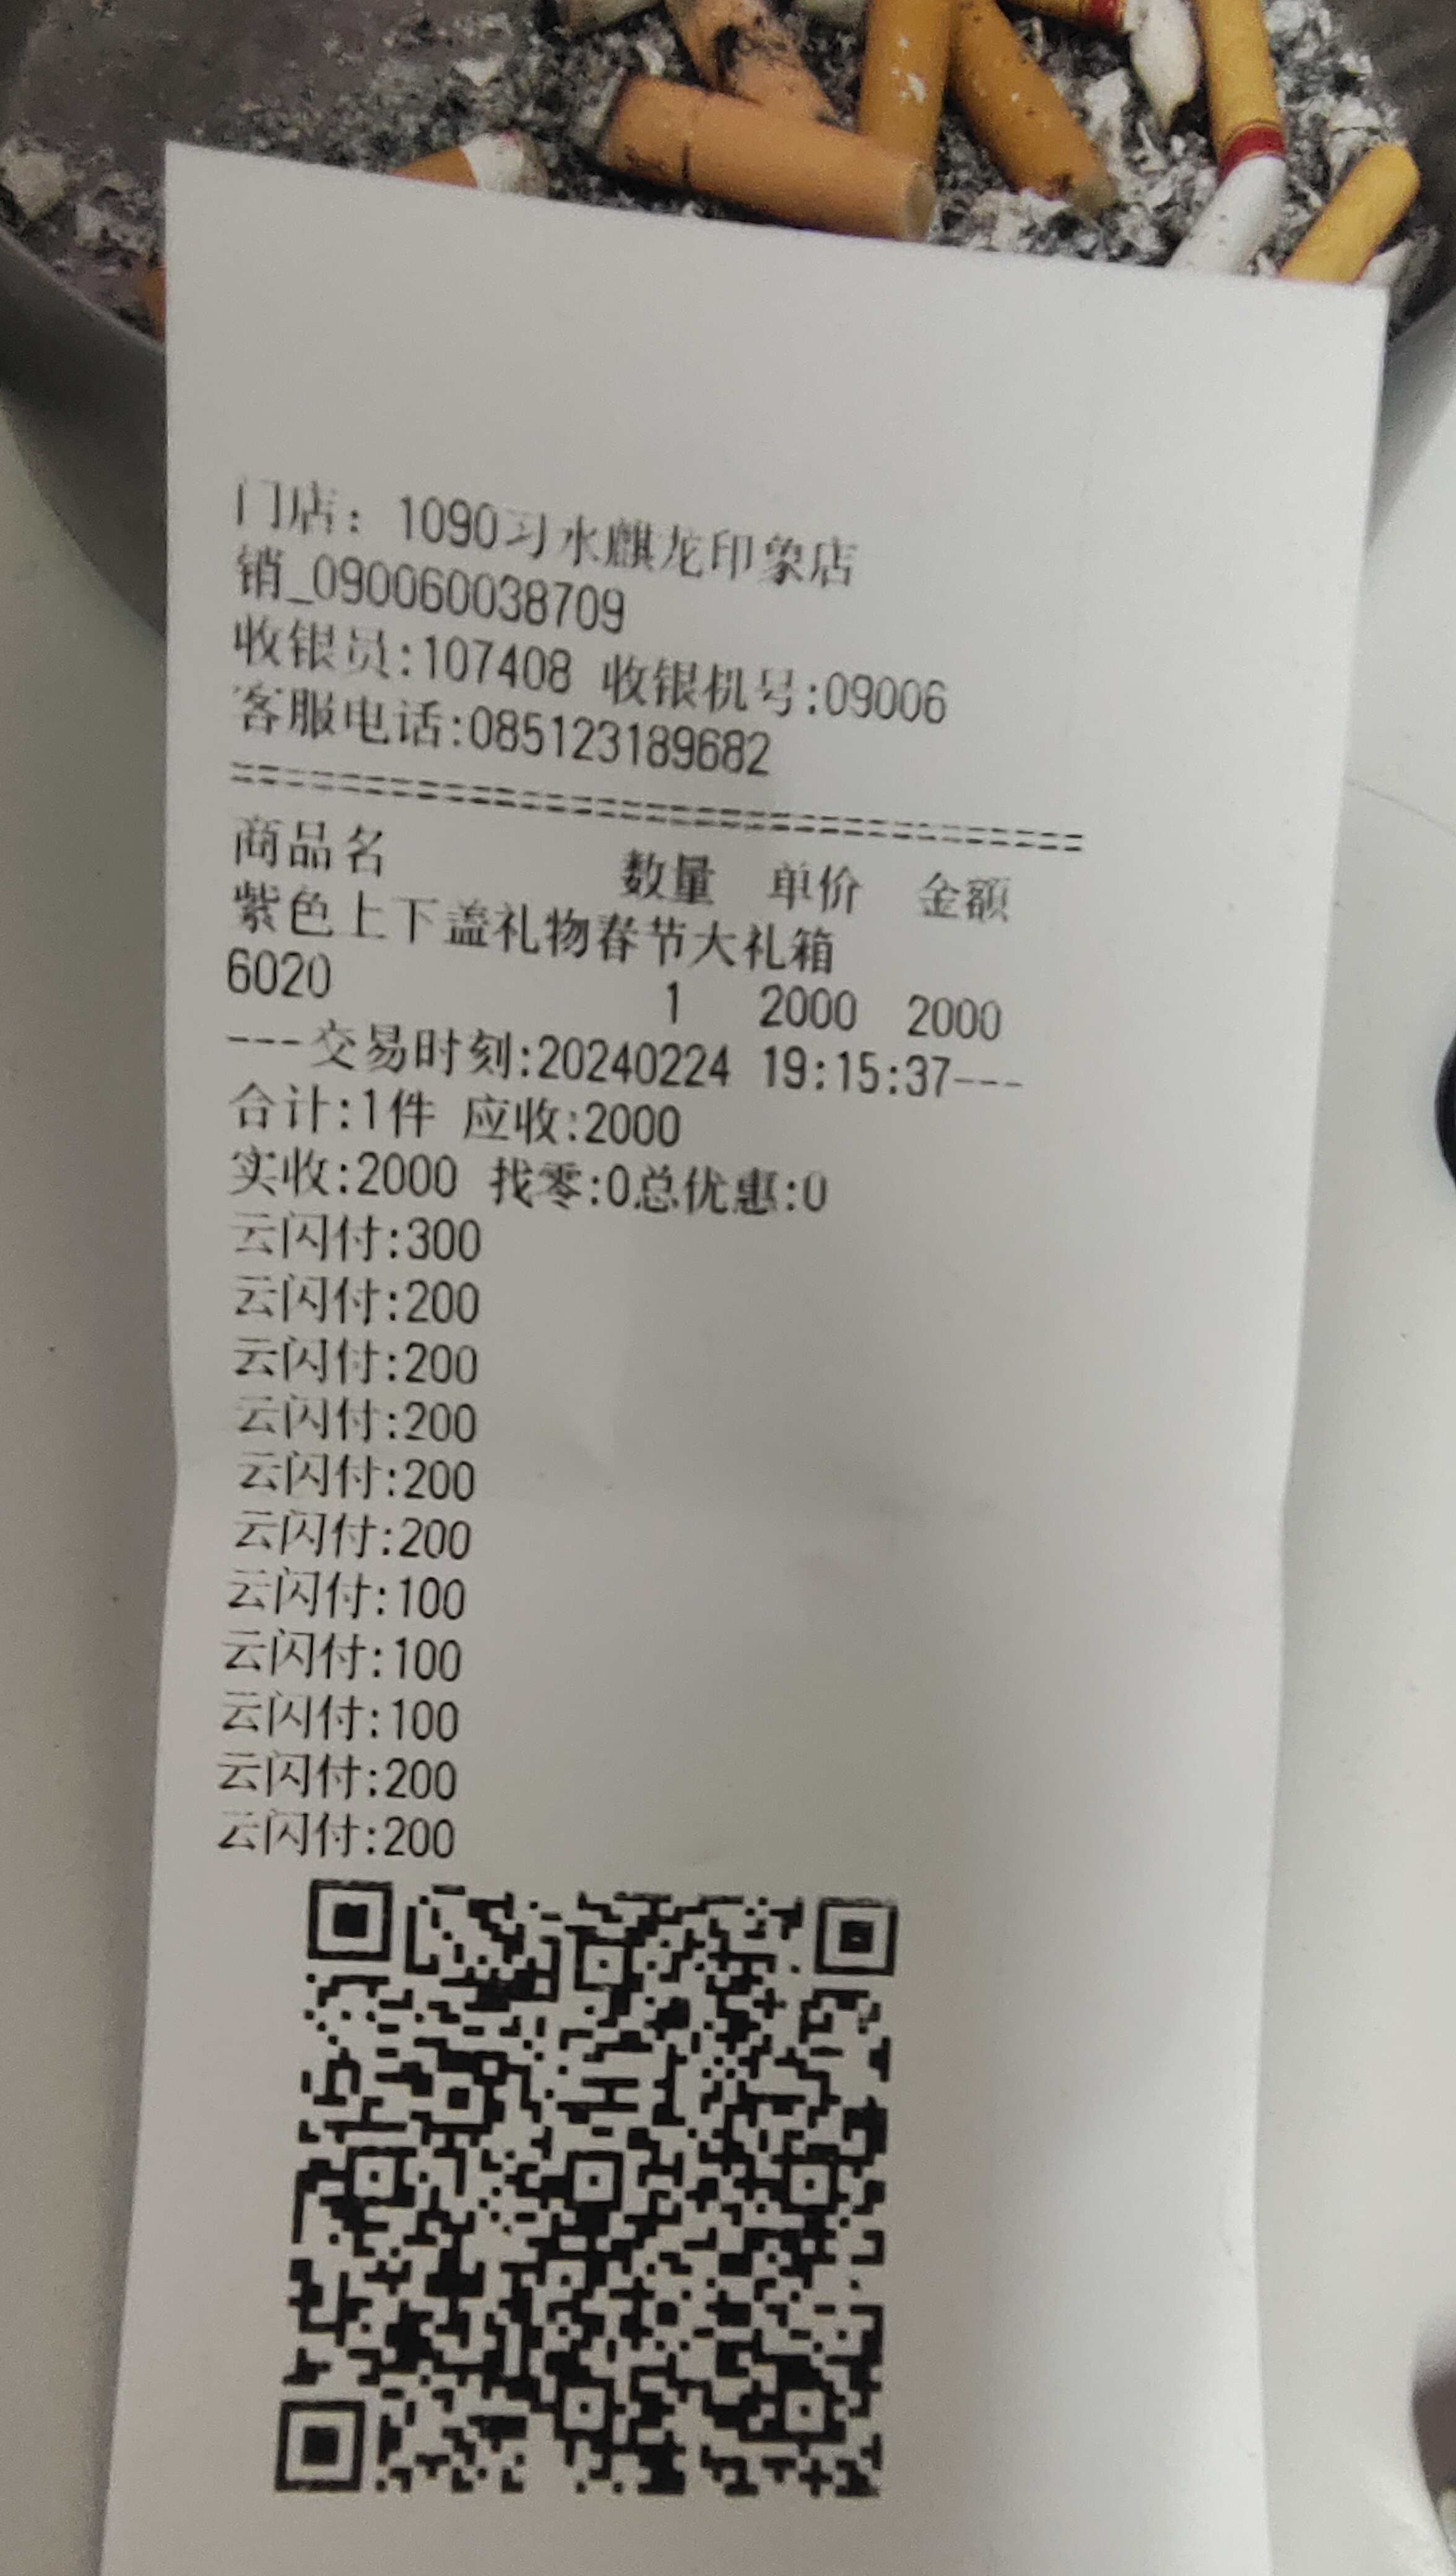 门店：1090习水麒龙印象店
销_090060038709
收银员:107408 收银机号:09006
客服电话:085123189682
================================
商品名 数量 单价 金额
紫色上下盖礼物春节大礼箱
6020 1 2000 2000
---交易时刻:20240224 19:15:37---
合计:1件 应收:2000
实收:2000 找零:0总优惠:0
云闪付:300
云闪付:200
云闪付:200
云闪付:200
云闪付:200
云闪付:200
云闪付:100
云闪付:100
云闪付:100
云闪付:200
云闪付:200